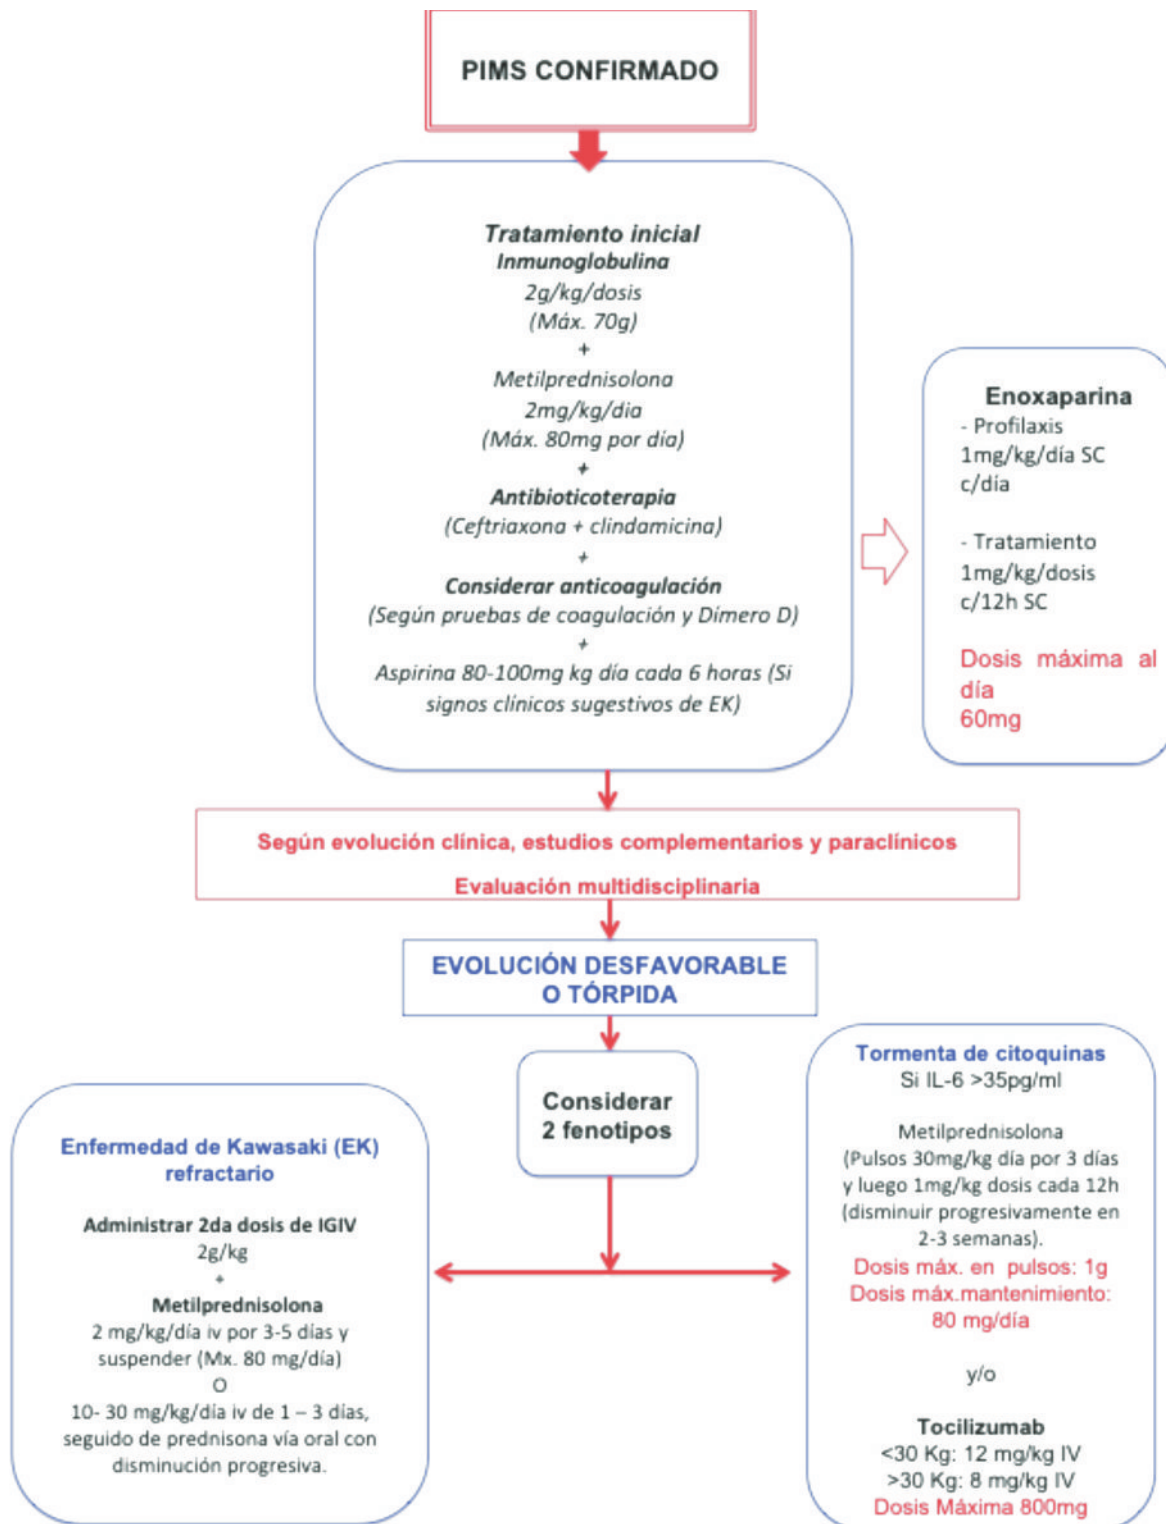 PIMS CONFIRMADO
Tratamiento inicial
Inmunoglobulina
2g/kg/dosis
(Máx. 70g)
+
Metilprednisolona
2mg/kg/dia
(Máx. 80mg por día)
+
Antibioticoterapia
(Ceftriaxona + clindamicina)
+
Considerar anticoagulación
(Según pruebas de coagulación y Dímero D)
+
Aspirina 80-100mg kg día cada 6 horas (Si
signos clínicos sugestivos de EK)
Enoxaparina
- Profilaxis
1mg/kg/día SC
c/día
- Tratamiento
1mg/kg/dosis
c/12h SC
Dosis máxima al
día
60mg
Según evolución clínica, estudios complementarios y paraclínicos
Evaluación multidisciplinaria
EVOLUCIÓN DESFAVORABLE
O TÓRPIDA
Considerar
2 fenotipos
Enfermedad de Kawasaki (EK)
refractario
Administrar 2da dosis de IGIV
2g/kg
+
Metilprednisolona
2 mg/kg/día iv por 3-5 días y
suspender (Mx. 80 mg/día)
O
10- 30 mg/kg/día iv de 1 – 3 días,
seguido de prednisona vía oral con
disminución progresiva.
Tormenta de citoquinas
Si IL-6 >35pg/ml
Metilprednisolona
(Pulsos 30mg/kg día por 3 días
y luego 1mg/kg dosis cada 12h
(disminuir progresivamente en
2-3 semanas).
Dosis máx. en pulsos: 1g
Dosis máx.mantenimiento:
80 mg/día
y/o
Tocilizumab
<30 Kg: 12 mg/kg IV
>30 Kg: 8 mg/kg IV
Dosis Máxima 800mg